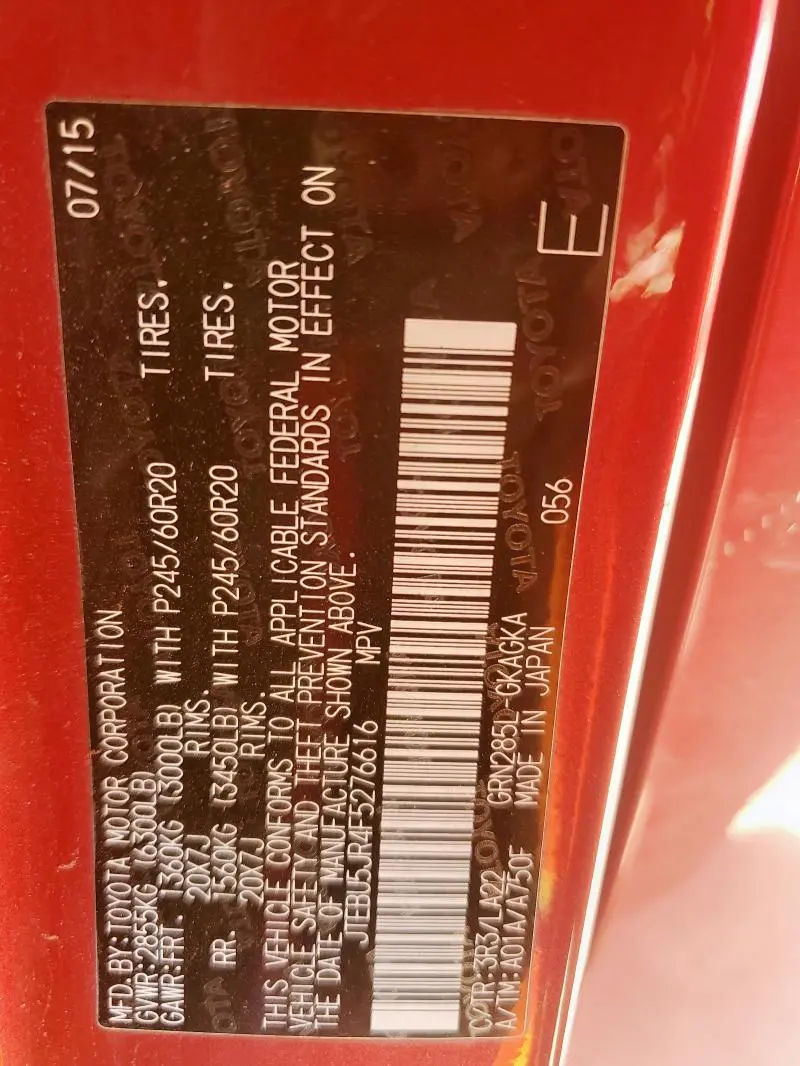 MFD.BY:TOYOTA MOTOR CORPORATION 07/15
GVWR:2855KG (6300LB)
GAWR:FRT. 1360KG (3000LB) WITH P245/60R20 TIRES.
20X7J RIMS.
RR. 1560KG (3450LB) WITH P245/60R20 TIRES.
20X7J RIMS.
THIS VEHICLE CONFORMS TO ALL APPLICABLE FEDERAL MOTOR
VEHICLE SAFETY AND THEFT PREVENTION STANDARDS IN EFFECT ON
THE DATE OF MANUFACTURE SHOWN ABOVE.
JTEBU5JR4F5276616 MPV
C/TR:3R3/LA22 GRN285L-GKAGKA 056
A/TM:A01A/A750F MADE IN JAPAN E